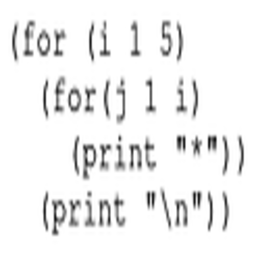 (for (i 1 5)
  (for(j 1 i)
    (print "*"))
  (print "\n"))